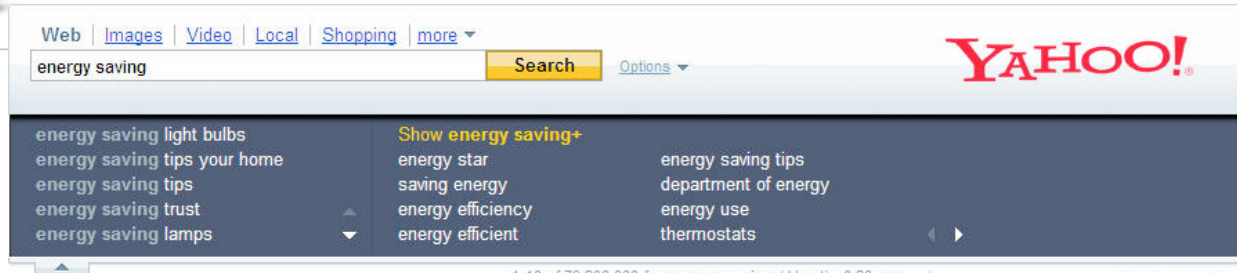 Web | Images | Video | Local | Shopping | more
energy saving Search Options
YAHOO!
energy saving light bulbs
energy saving tips your home
energy saving tips
energy saving trust
energy saving lamps
Show energy saving+
energy star
saving energy
energy efficiency
energy efficient
energy saving tips
department of energy
energy use
thermostats